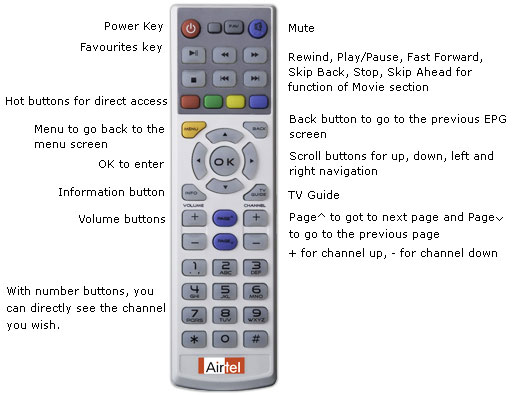 Power Key
Favourites key
Hot buttons for direct access
Menu to go back to the
menu screen
OK to enter
Information button
Volume buttons
With number buttons, you
can directly see the channel
you wish.
FAV
MENU
BACK
OK
INFO
TV
GUIDE
VOLUME
CHANNEL
+ PAGE^ +
- PAGE -
1 2 ABC 3 DEF
4 GHI 5 JKL 6 MNO
7 PQRS 8 TUV 9 WXYZ
* 0 #
Airtel
Mute
Rewind, Play/Pause, Fast Forward,
Skip Back, Stop, Skip Ahead for
function of Movie section
Back button to go to the previous EPG
screen
Scroll buttons for up, down, left and
right navigation
TV Guide
Page^ to got to next page and Page⌵
to go to the previous page
+ for channel up, - for channel down